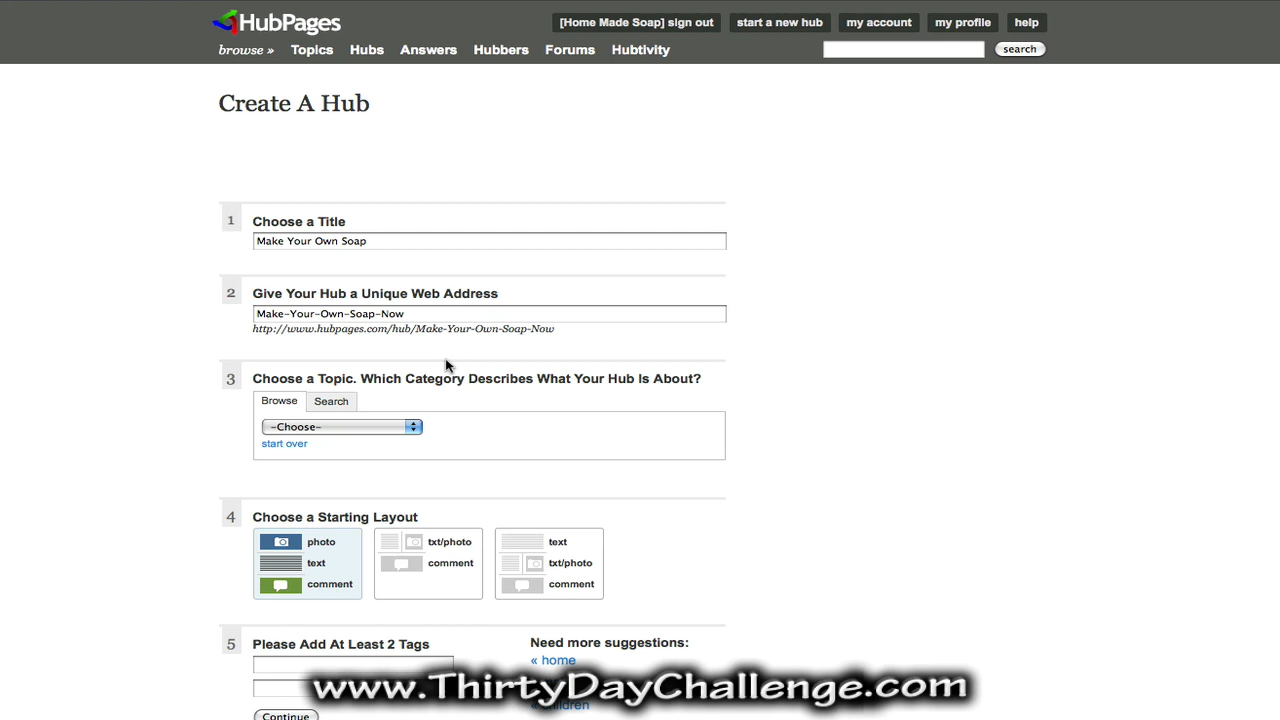 HubPages
[Home Made Soap] sign out start a new hub my account my profile help
browse » Topics Hubs Answers Hubbers Forums Hubtivity search
Create A Hub
1 Choose a Title
Make Your Own Soap
2 Give Your Hub a Unique Web Address
Make-Your-Own-Soap-Now
http://www.hubpages.com/hub/Make-Your-Own-Soap-Now
3 Choose a Topic. Which Category Describes What Your Hub Is About?
Browse Search
-Choose-
start over
4 Choose a Starting Layout
photo txt/photo text
text comment txt/photo
comment comment
5 Please Add At Least 2 Tags Need more suggestions:
« home
www.ThirtyDayChallenge.com
children
Continue